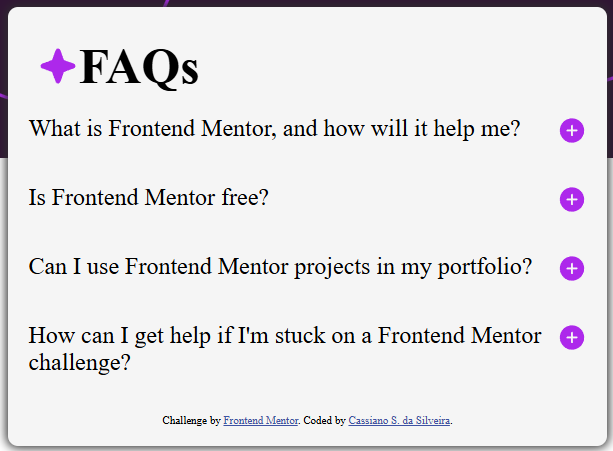 FAQs
What is Frontend Mentor, and how will it help me?
Is Frontend Mentor free?
Can I use Frontend Mentor projects in my portfolio?
How can I get help if I'm stuck on a Frontend Mentor
challenge?
Challenge by Frontend Mentor. Coded by Cassiano S. da Silveira.